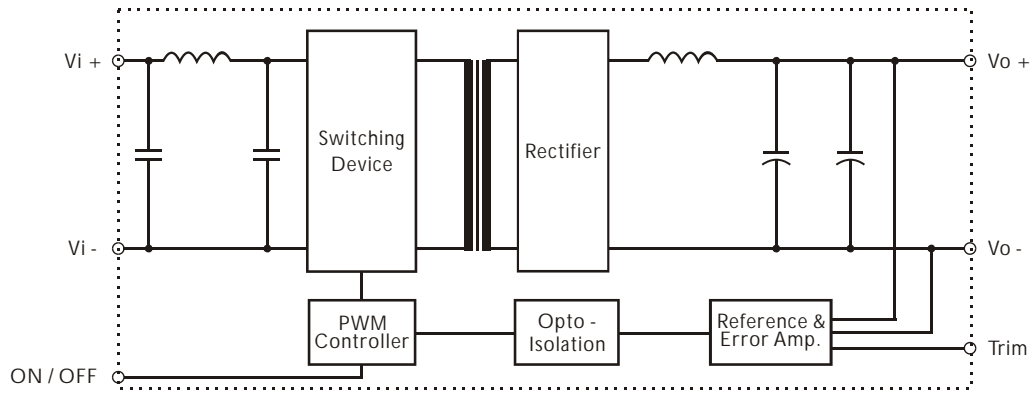 Vi +
Switching
Device
Rectifier
Vo +
Vi -
Vo -
PWM
Controller
Opto -
Isolation
Reference &
Error Amp.
Trim
ON / OFF